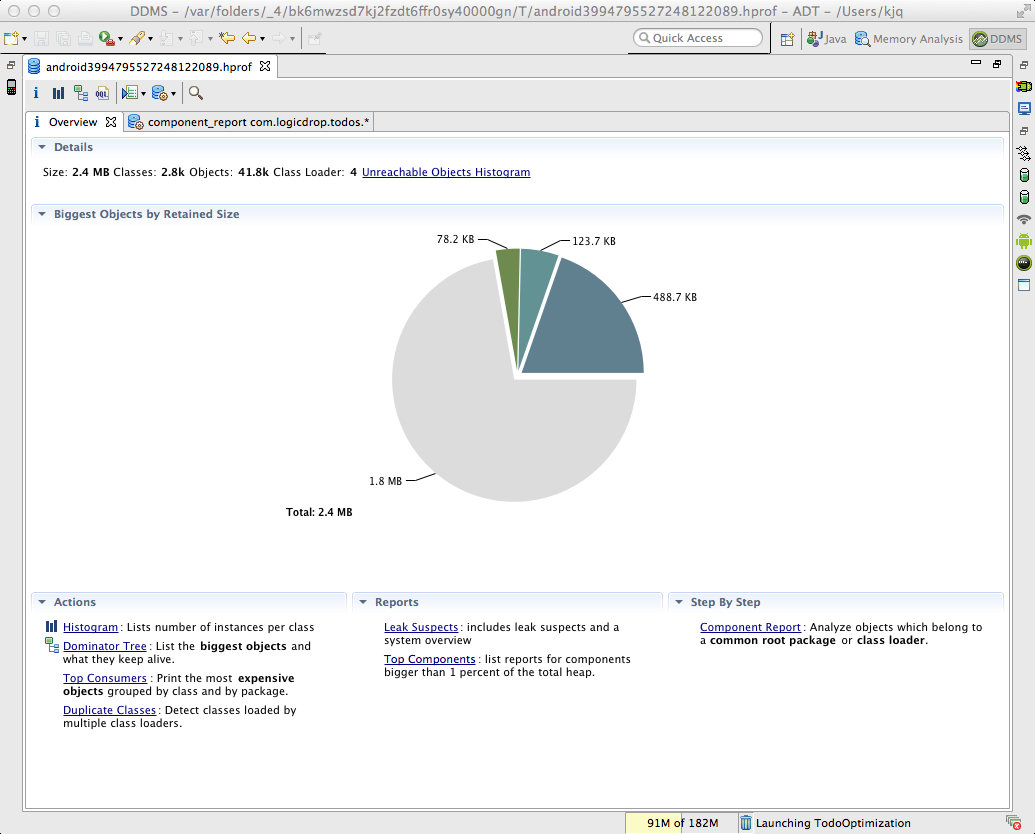 DDMS – /var/folders/_4/bk6mwzsd7kj2fzdt6ffr0sy40000gn/T/android3994795527248122089.hprof – ADT – /Users/kjq
Quick Access
Java
Memory Analysis
DDMS
android3994795527248122089.hprof
i
OQL
i Overview
component_report com.logicdrop.todos.*
Details
Size: 2.4 MB Classes: 2.8k Objects: 41.8k Class Loader: 4 Unreachable Objects Histogram
Biggest Objects by Retained Size
78.2 KB
123.7 KB
488.7 KB
1.8 MB
Total: 2.4 MB
Actions
Histogram: Lists number of instances per class
Dominator Tree: List the biggest objects and
what they keep alive.
Top Consumers: Print the most expensive
objects grouped by class and by package.
Duplicate Classes: Detect classes loaded by
multiple class loaders.
Reports
Leak Suspects: includes leak suspects and a
system overview
Top Components: list reports for components
bigger than 1 percent of the total heap.
Step By Step
Component Report: Analyze objects which belong to
a common root package or class loader.
91M of 182M
Launching TodoOptimization